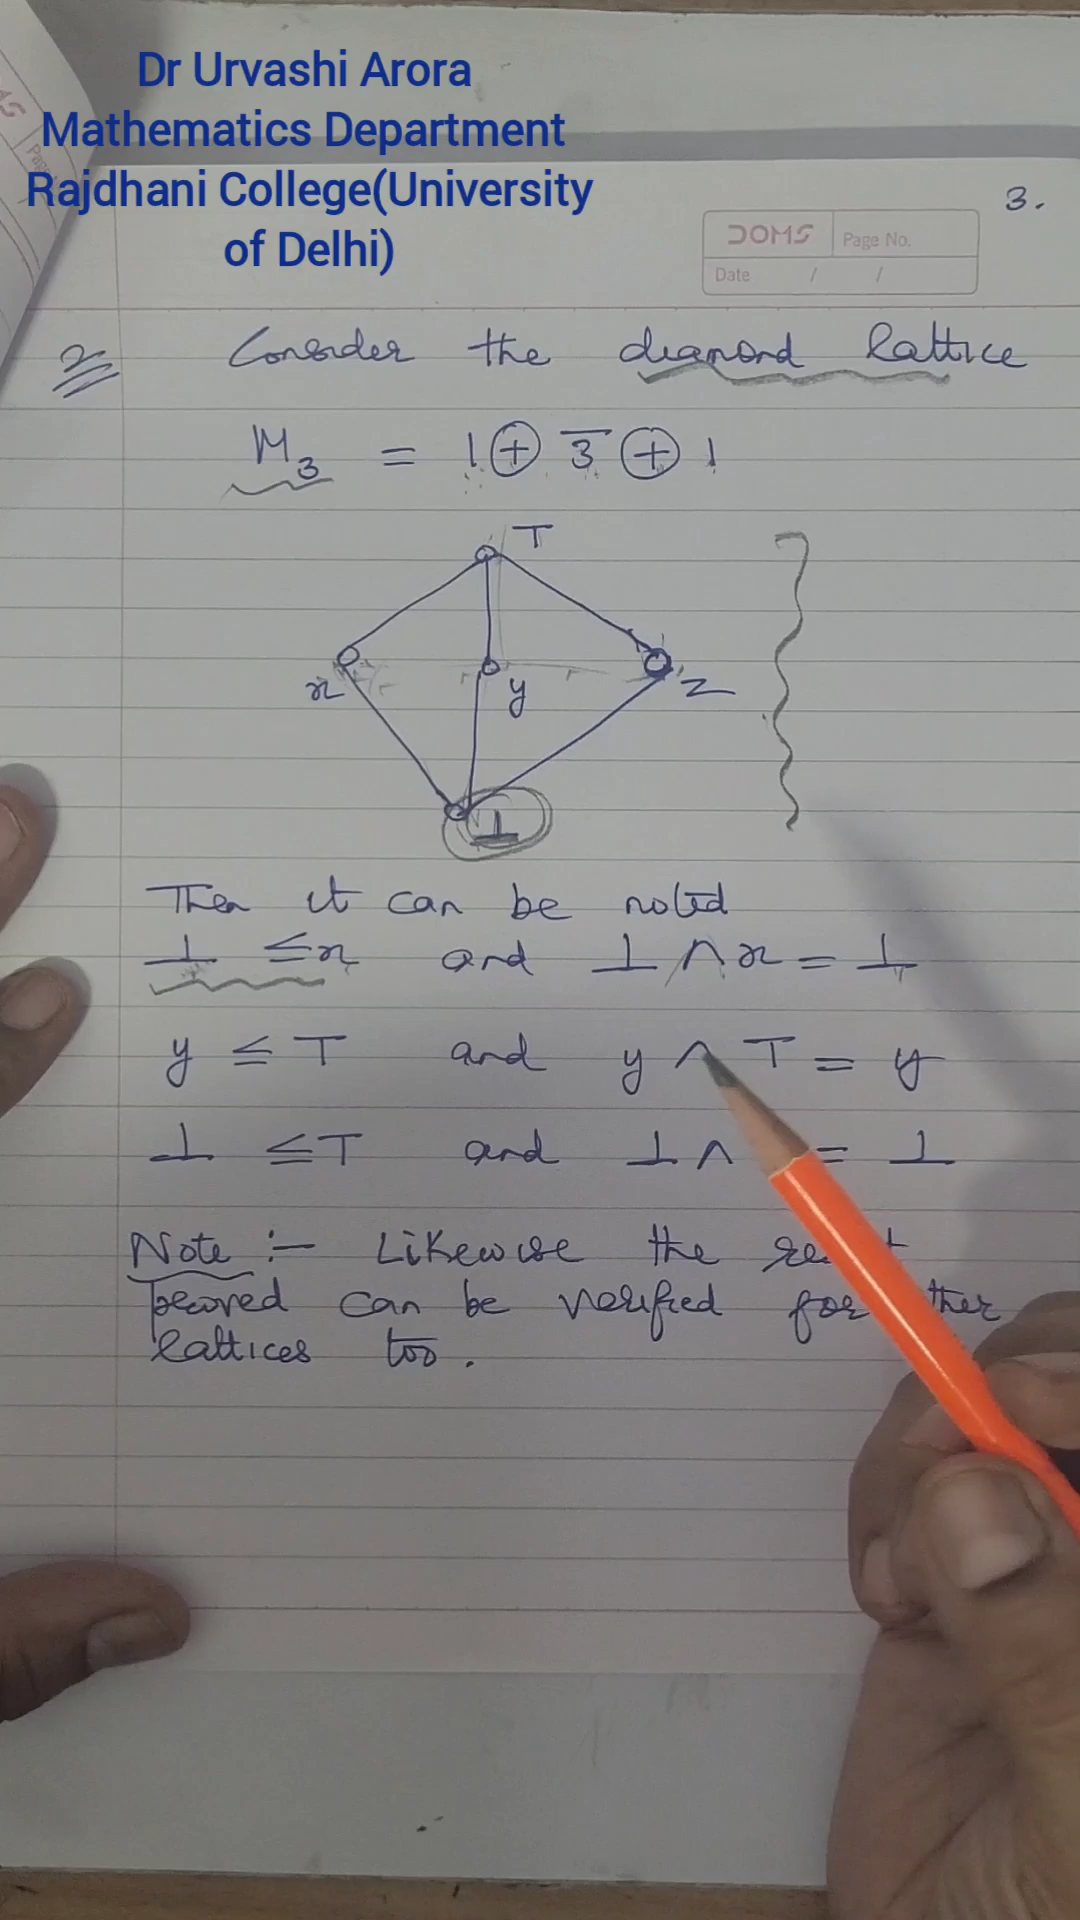 Dr Urvashi Arora
Mathematics Department
Rajdhani College(University
of Delhi)
3.
DOMS Page No.
Date / /
2 Consider the diamond lattice
M₃ = 1 ⊕ 3̅ ⊕ 1
T
x y z
⊥
Then it can be noted
⊥ ≤ x and ⊥ ∧ x = ⊥
y ≤ T and y ∧ T = y
⊥ ≤ T and ⊥ ∧ = ⊥
Note :- Likewise the
proved can be verified for
lattices too.